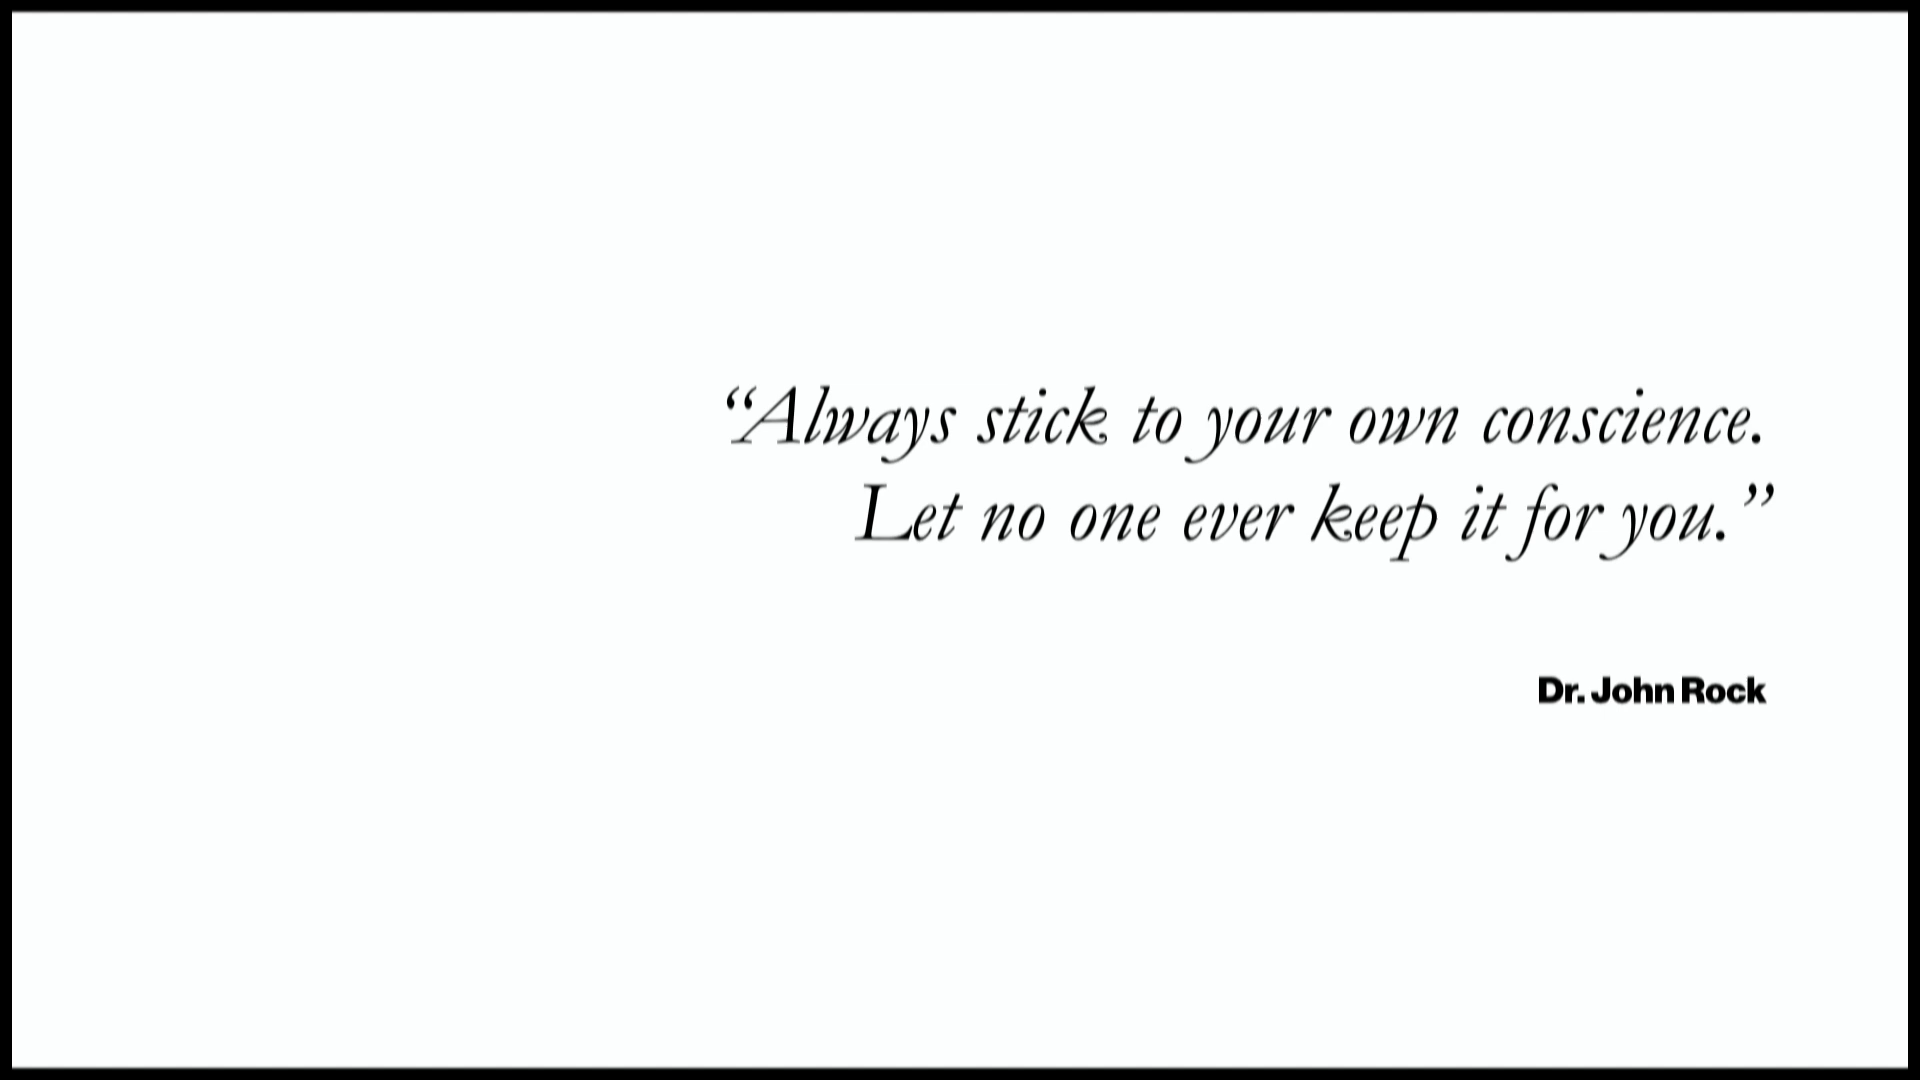 “Always stick to your own conscience.
Let no one ever keep it for you.”
Dr. John Rock